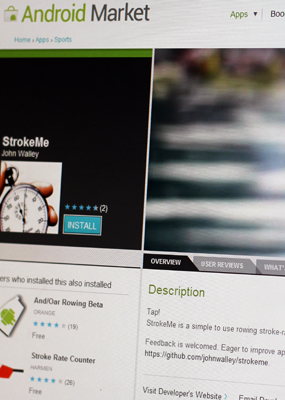 Android Market
Apps
Boo
Home › Apps › Sports
StrokeMe
John Walley
(2)
INSTALL
OVERVIEW
USER REVIEWS
WHAT'
ers who installed this also installed
And/Oar Rowing Beta
ORANGE
(19)
Free
Stroke Rate Counter
HARMEN
(26)
Free
Description
Tap!
StrokeMe is a simple to use rowing stroke-ra
Feedback is welcomed. Eager to improve ap
https://github.com/johnwalley/strokeme
Visit Developer's Website
Email Deve